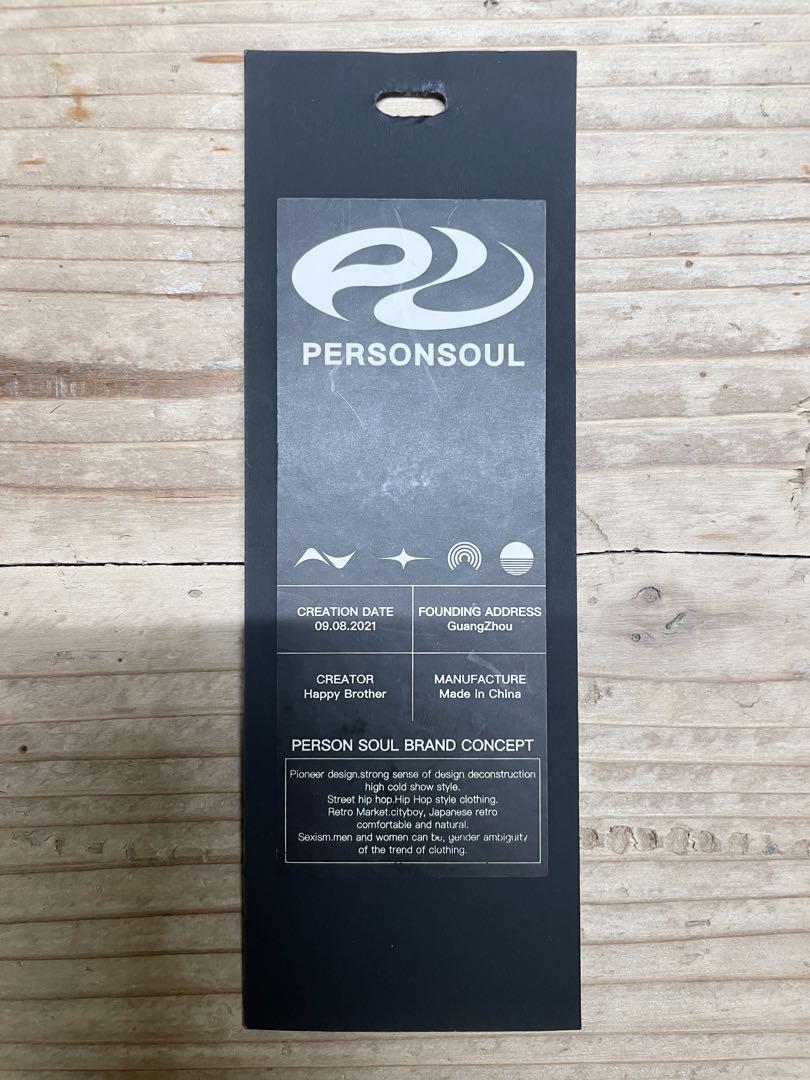 PERSONSOUL
CREATION DATE
09.08.2021
FOUNDING ADDRESS
GuangZhou
CREATOR
Happy Brother
MANUFACTURE
Made In China
PERSON SOUL BRAND CONCEPT
Pioneer design.strong sense of design deconstruction
high cold show style.
Street hip hop.Hip Hop style clothing.
Retro Market.cityboy, Japanese retro
comfortable and natural.
Sexism.men and women can be, gender ambiguity
of the trend of clothing.